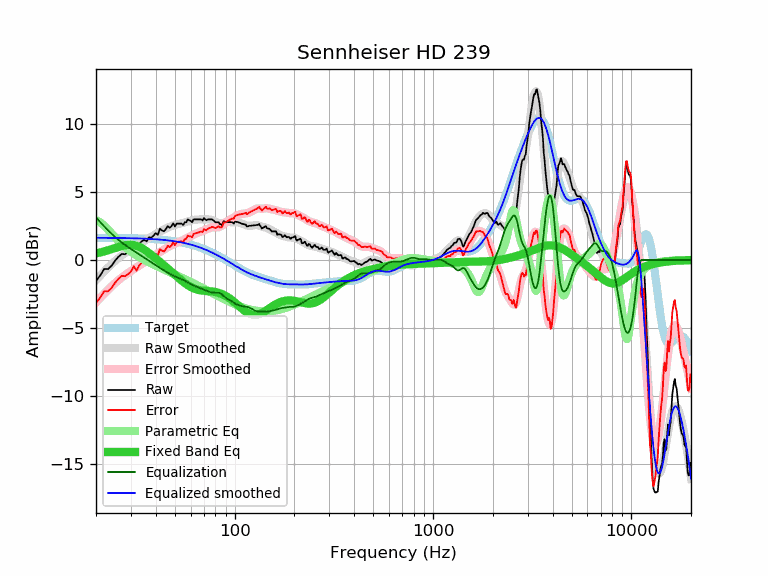 Sennheiser HD 239
Amplitude (dBr)
10
5
0
−5
−10
−15
Target
Raw Smoothed
Error Smoothed
Raw
Error
Parametric Eq
Fixed Band Eq
Equalization
Equalized smoothed
100 1000 10000
Frequency (Hz)